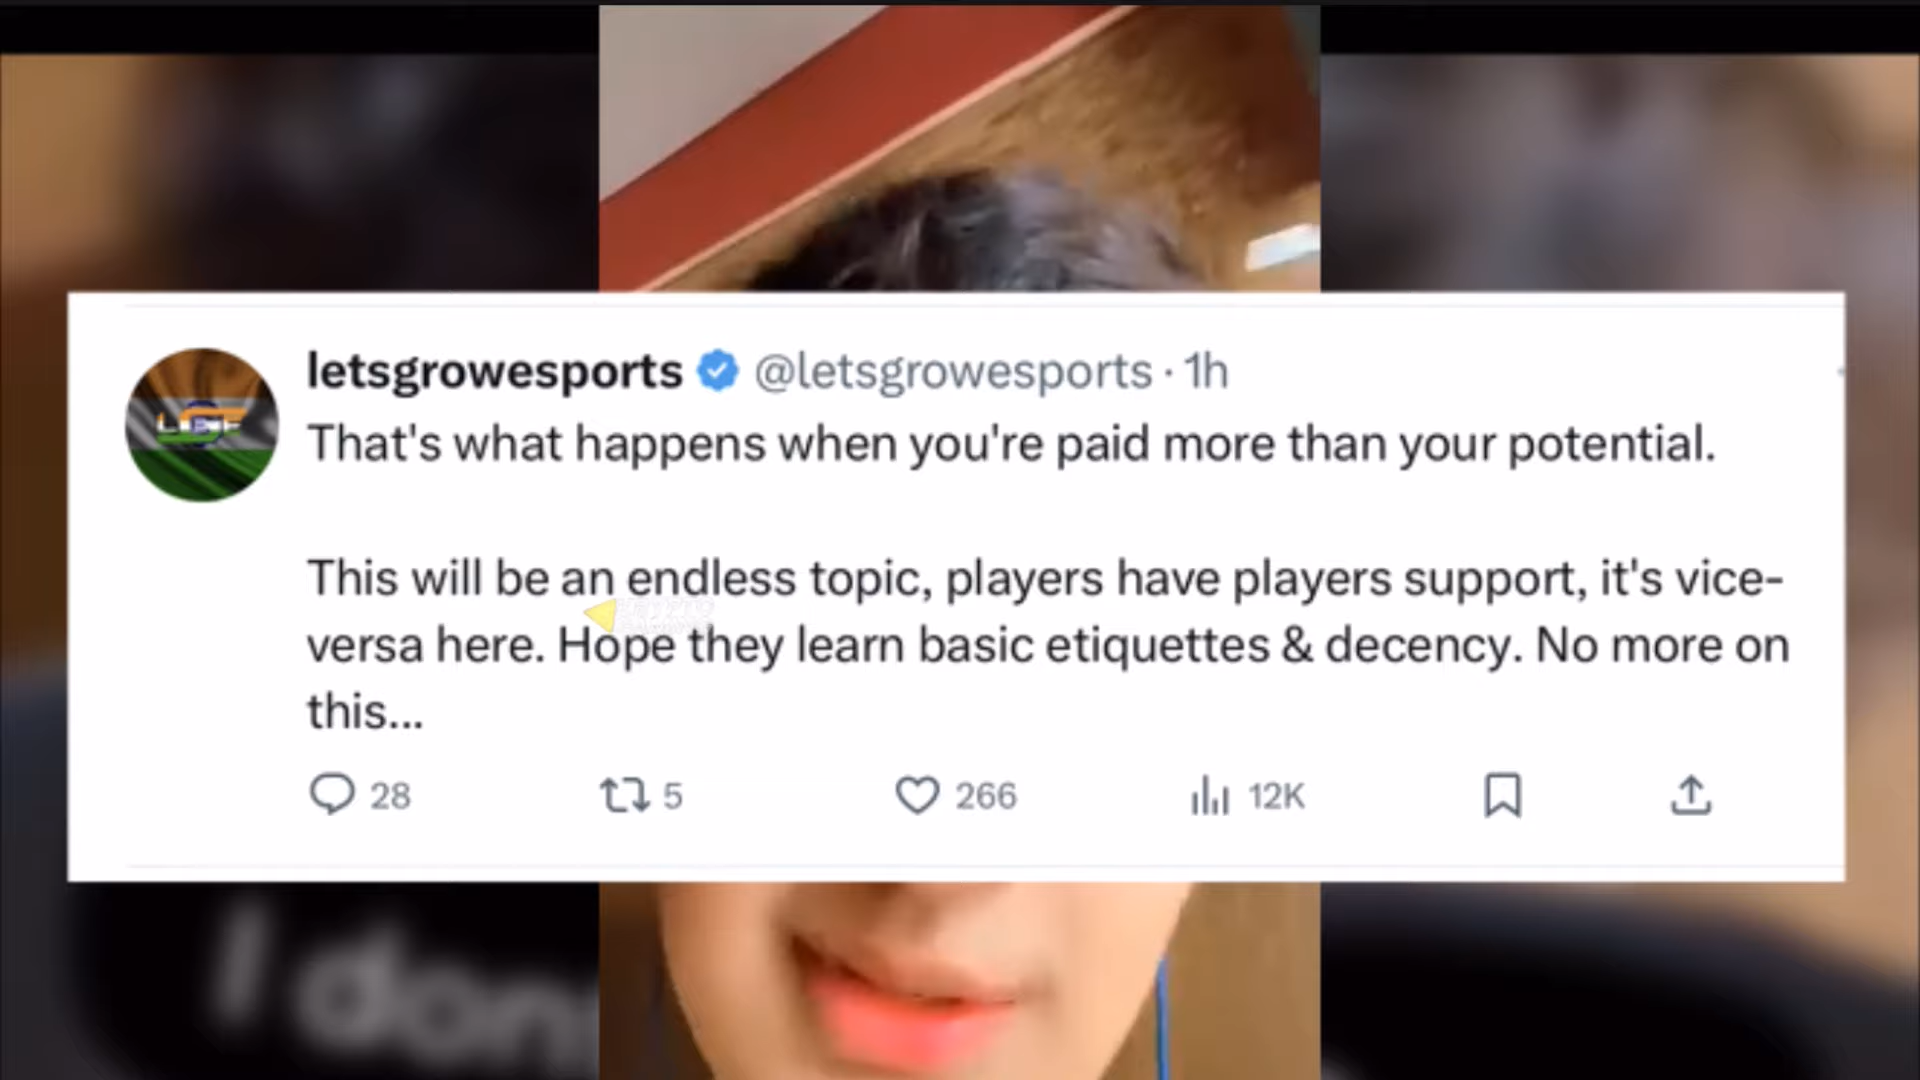 letsgrowesports @letsgrowesports · 1h
That's what happens when you're paid more than your potential.
This will be an endless topic, players have players support, it's vice-
versa here. Hope they learn basic etiquettes & decency. No more on
this...
28 5 266 12K
I don